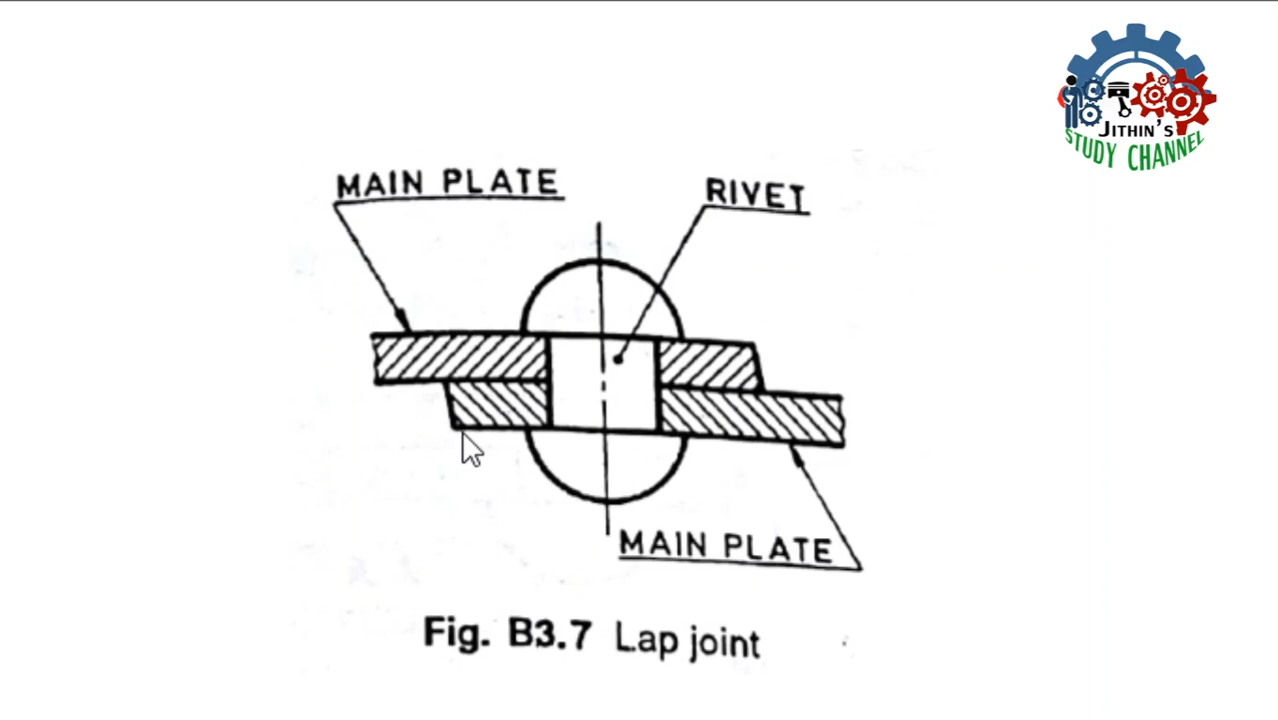 JITHIN'S
STUDY CHANNEL
MAIN PLATE
RIVET
MAIN PLATE
Fig. B3.7 Lap joint